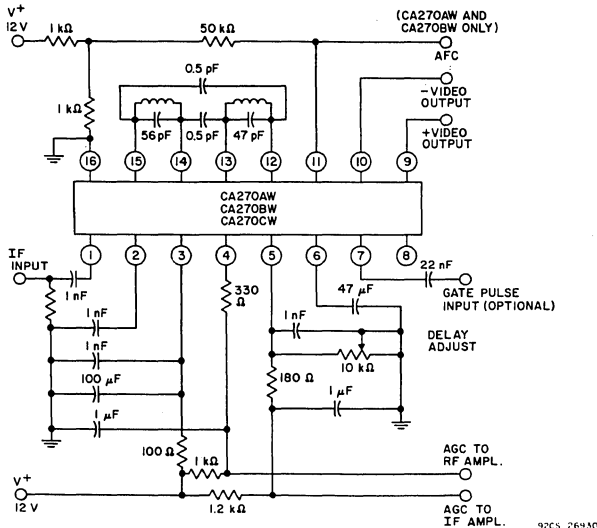 V+
12 V
1 kΩ
50 kΩ
(CA270AW AND
CA270BW ONLY)
AFC
0.5 pF
-VIDEO
OUTPUT
1 kΩ
56 pF
0.5 pF
47 pF
+VIDEO
OUTPUT
16
15
14
13
12
11
10
9
CA270AW
CA270BW
CA270CW
1
2
3
4
5
6
7
8
IF
INPUT
1 nF
330
Ω
47 μF
22 nF
GATE PULSE
INPUT (OPTIONAL)
1 nF
1 nF
DELAY
ADJUST
1 nF
10 kΩ
100 μF
180 Ω
1 μF
1 μF
100 Ω
1 kΩ
AGC TO
RF AMPL.
V+
12 V
1.2 kΩ
AGC TO
IF AMPL.
92CS-26930